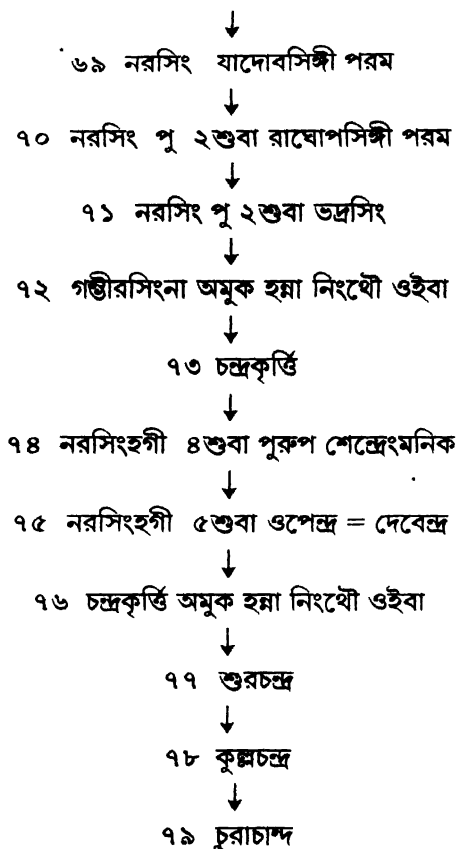 ৬৯ নরসিং যাদোবসিঙ্গী পরম
৭০ নরসিং পু ২শুবা রাঘোপসিঙ্গী পরম
৭১ নরসিং পু ২শুবা ভদ্রসিং
৭২ গম্ভীরসিংনা অমুক হন্না নিংথৌ ওইবা
৭৩ চন্দ্রকৃৰ্ত্তি
৭৪ নরসিংহগী ৪শুবা পুরুপ শেন্দ্রেংমনিক
৭৫ নরসিংহগী ৫শুবা ওপেন্দ্র = দেবেন্দ্র
৭৬ চন্দ্রকৃৰ্ত্তি অমুক হন্না নিংথৌ ওইবা
৭৭ শুরচন্দ্র
৭৮ কুল্লচন্দ্র
৭৯ চুরাচান্দ